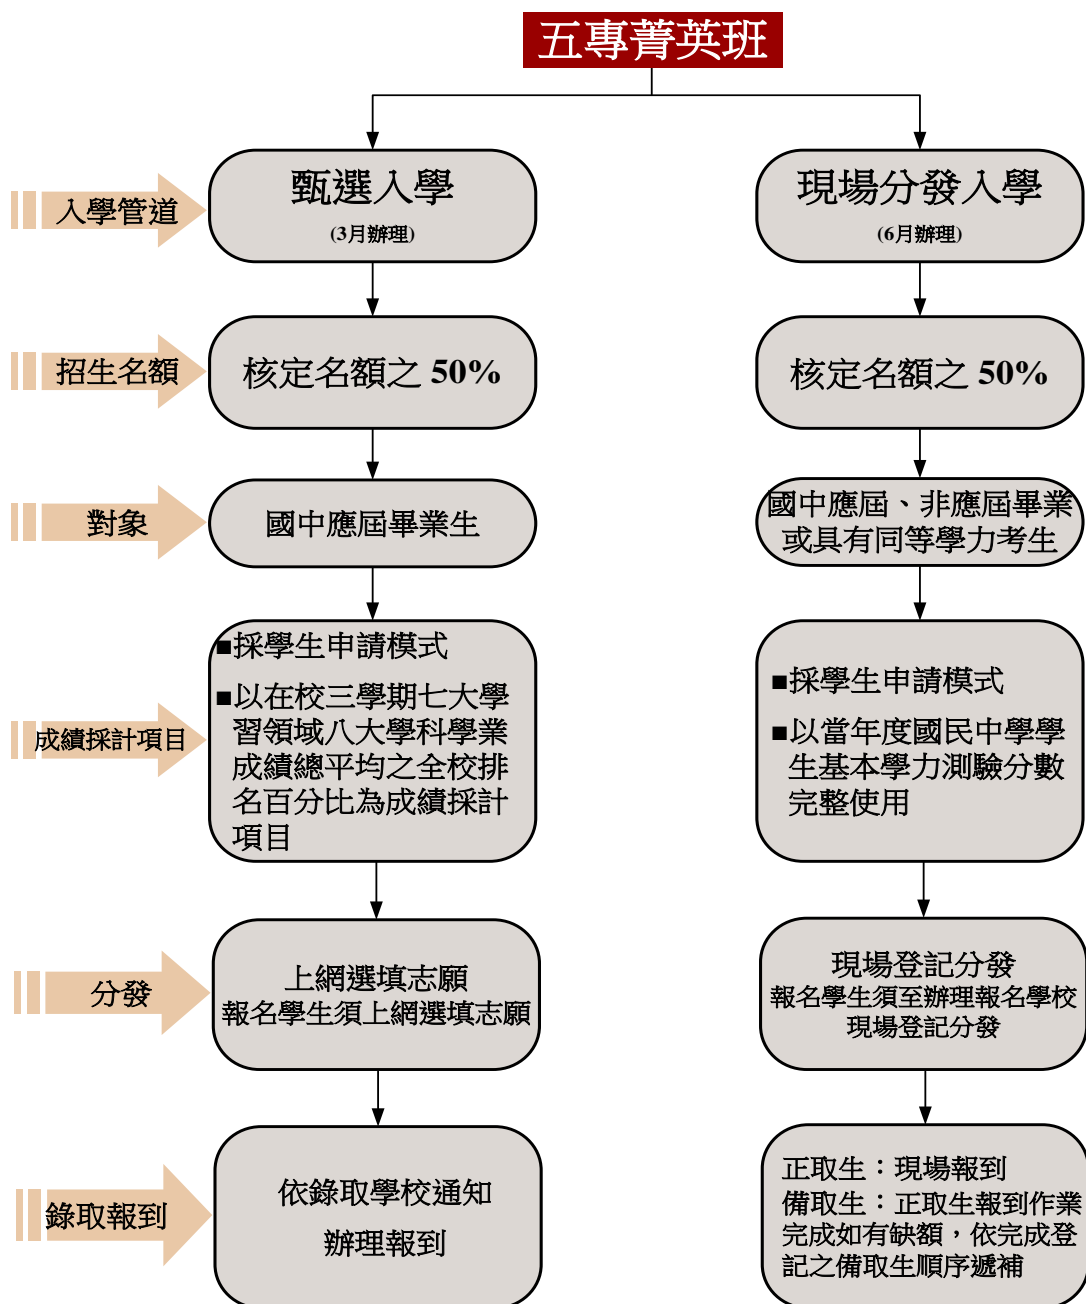 五專菁英班
入學管道
甄選入學
(3月辦理)
現場分發入學
(6月辦理)
招生名額
核定名額之 50%
核定名額之 50%
對象
國中應屆畢業生
國中應屆、非應屆畢業
或具有同等學力考生
成績採計項目
■採學生申請模式
■以在校三學期七大學
習領域八大學科學業
成績總平均之全校排
名百分比為成績採計
項目
■採學生申請模式
■以當年度國民中學學
生基本學力測驗分數
完整使用
分發
上網選填志願
報名學生須上網選填志願
現場登記分發
報名學生須至辦理報名學校
現場登記分發
錄取報到
依錄取學校通知
辦理報到
正取生：現場報到
備取生：正取生報到作業
完成如有缺額，依完成登
記之備取生順序遞補